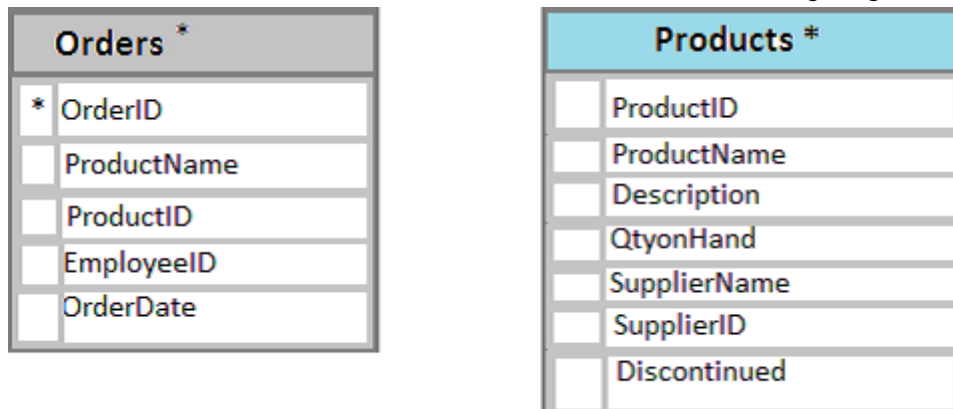 Orders *
* OrderID
ProductName
ProductID
EmployeeID
OrderDate
Products *
ProductID
ProductName
Description
QtyonHand
SupplierName
SupplierID
Discontinued